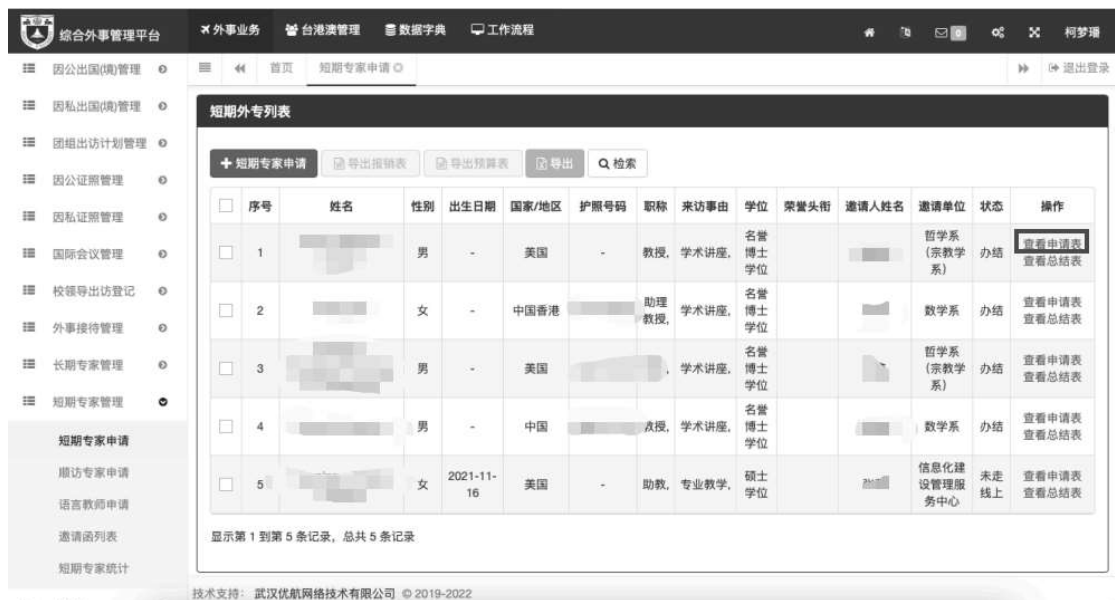 综合外事管理平台
外事业务 台港澳管理 数据字典 工作流程
0 柯梦璠
因公出国(境)管理
首页 短期专家申请
退出登录
因私出国(境)管理
团组出访计划管理
因公证照管理
因私证照管理
国际会议管理
校领导出访登记
外事接待管理
长期专家管理
短期专家管理
短期专家申请
顺访专家申请
语言教师申请
邀请函列表
短期专家统计
短期外专列表
短期专家申请 导出报销表 导出预算表 导出 检索
序号 姓名 性别 出生日期 国家/地区 护照号码 职称 来访事由 学位 荣誉头衔 邀请人姓名 邀请单位 状态 操作
1 男 - 美国 - 教授, 学术讲座, 名誉博士学位 哲学系(宗教学系) 办结 查看申请表
查看总结表
2 女 - 中国香港 助理教授, 学术讲座, 名誉博士学位 数学系 办结 查看申请表
查看总结表
3 男 - 美国 , 学术讲座, 名誉博士学位 哲学系(宗教学系) 办结 查看申请表
查看总结表
4 男 - 中国 教授, 学术讲座, 名誉博士学位 数学系 办结 查看申请表
查看总结表
5 女 2021-11-16 美国 - 助教, 专业教学, 硕士学位 信息化建设管理服务中心 未走线上 查看申请表
查看总结表
显示第 1 到第 5 条记录，总共 5 条记录
技术支持： 武汉优航网络技术有限公司 © 2019-2022